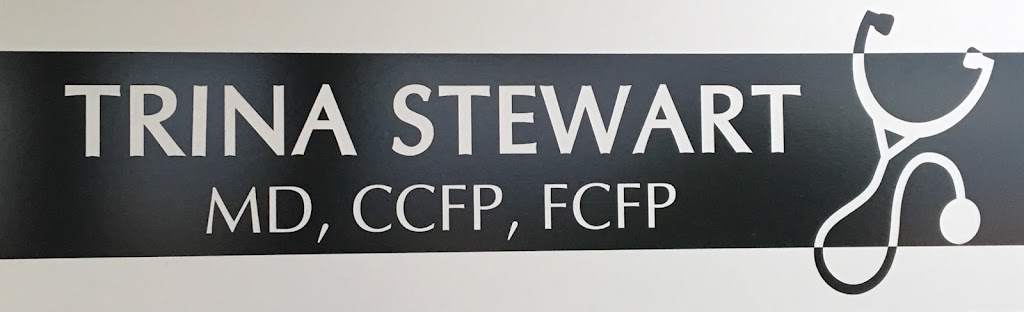 TRINA STEWART
MD, CCFP, FCFP